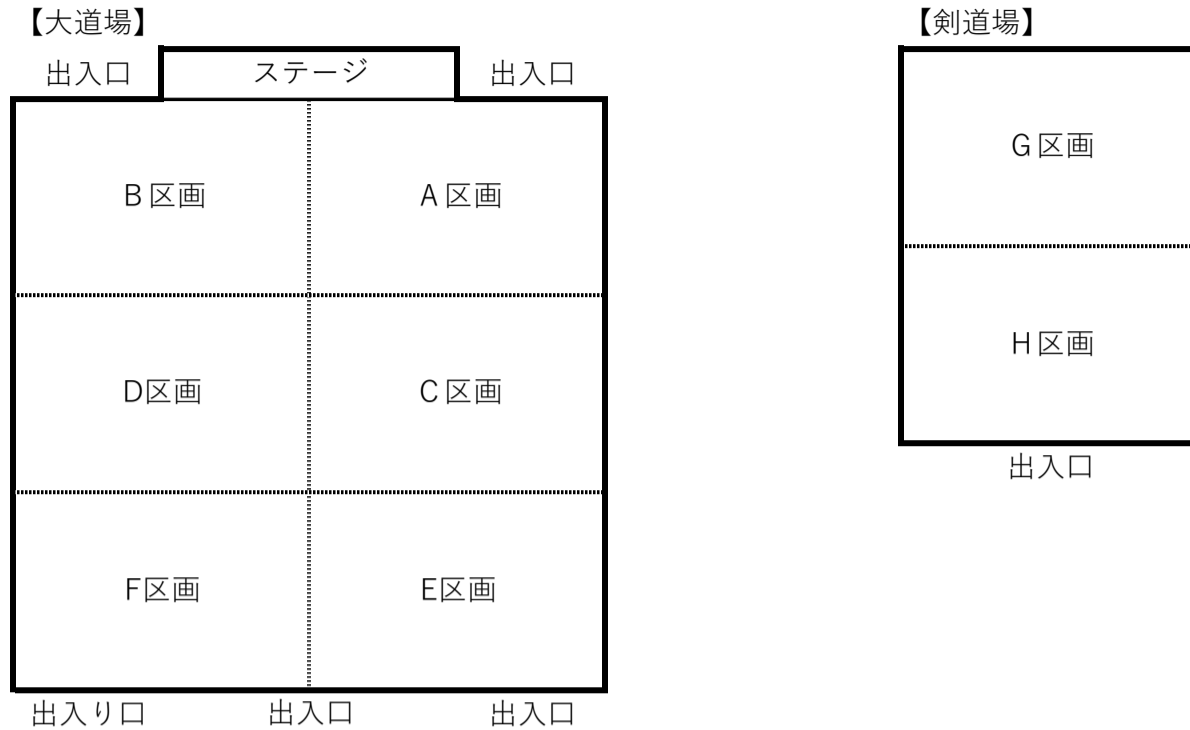 【大道場】
出入口 ステージ 出入口
B区画 A区画
D区画 C区画
F区画 E区画
出入り口 出入口 出入口
【剣道場】
G区画
H区画
出入口